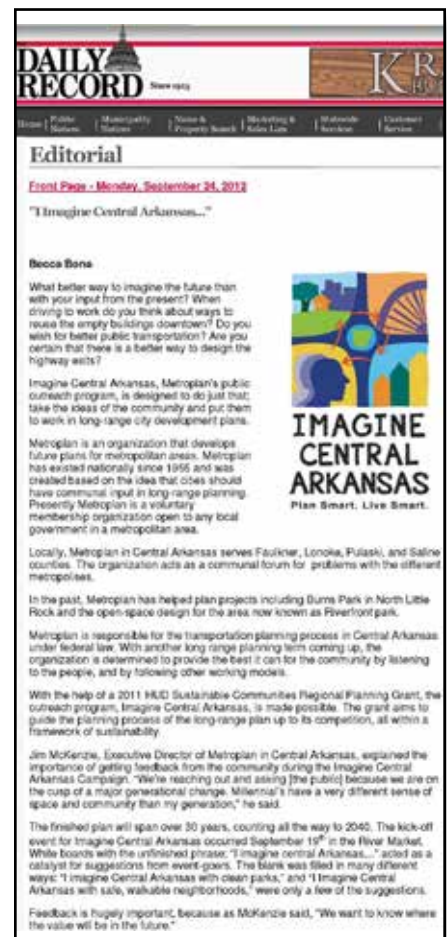 DAILY
RECORD Since 1925
K R
Home | Public Notices | Municipality Notices | Name & Property Search | Marketing & Sales Lists | Statewide Services | Customer Service
Editorial
Front Page - Monday, September 24, 2012
"I Imagine Central Arkansas..."
Becca Bona
What better way to imagine the future than
with your input from the present? When
driving to work do you think about ways to
reuse the empty buildings downtown? Do you
wish for better public transportation? Are you
certain that there is a better way to design the
highway exits?
Imagine Central Arkansas, Metroplan's public
outreach program, is designed to do just that;
take the ideas of the community and put them
to work in long-range city development plans.
IMAGINE
CENTRAL
ARKANSAS
Plan Smart. Live Smart.
Metroplan is an organization that develops
future plans for metropolitan areas. Metroplan
has existed nationally since 1955 and was
created based on the idea that cities should
have communal input in long-range planning.
Presently Metroplan is a voluntary
membership organization open to any local
government in a metropolitan area.
Locally, Metroplan in Central Arkansas serves Faulkner, Lonoke, Pulaski, and Saline
counties. The organization acts as a communal forum for problems with the different
metropolises.
In the past, Metroplan has helped plan projects including Burns Park in North Little
Rock and the open-space design for the area now known as Riverfront park.
Metroplan is responsible for the transportation planning process in Central Arkansas
under federal law. With another long range planning term coming up, the
organization is determined to provide the best it can for the community by listening
to the people, and by following other working models.
With the help of a 2011 HUD Sustainable Communities Regional Planning Grant, the
outreach program, Imagine Central Arkansas, is made possible. The grant aims to
guide the planning process of the long-range plan up to its competition, all within a
framework of sustainability.
Jim McKenzie, Executive Director of Metroplan in Central Arkansas, explained the
importance of getting feedback from the community during the Imagine Central
Arkansas Campaign. "We're reaching out and asking [the public] because we are on
the cusp of a major generational change. Millennial's have a very different sense of
space and community than my generation," he said.
The finished plan will span over 30 years, counting all the way to 2040. The kick-off
event for Imagine Central Arkansas occurred September 19th in the River Market.
White boards with the unfinished phrase; "I imagine central Arkansas..." acted as a
catalyst for suggestions from event-goers. The blank was filled in many different
ways: "I imagine Central Arkansas with clean parks," and "I Imagine Central
Arkansas with safe, walkable neighborhoods," were only a few of the suggestions.
Feedback is hugely important, because as McKenzie said, "We want to know where
the value will be in the future."